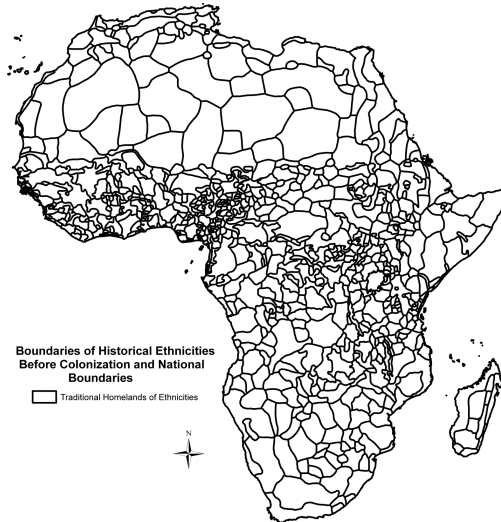 Boundaries of Historical Ethnicities
Before Colonization and National
Boundaries
Traditional Homelands of Ethnicities
N